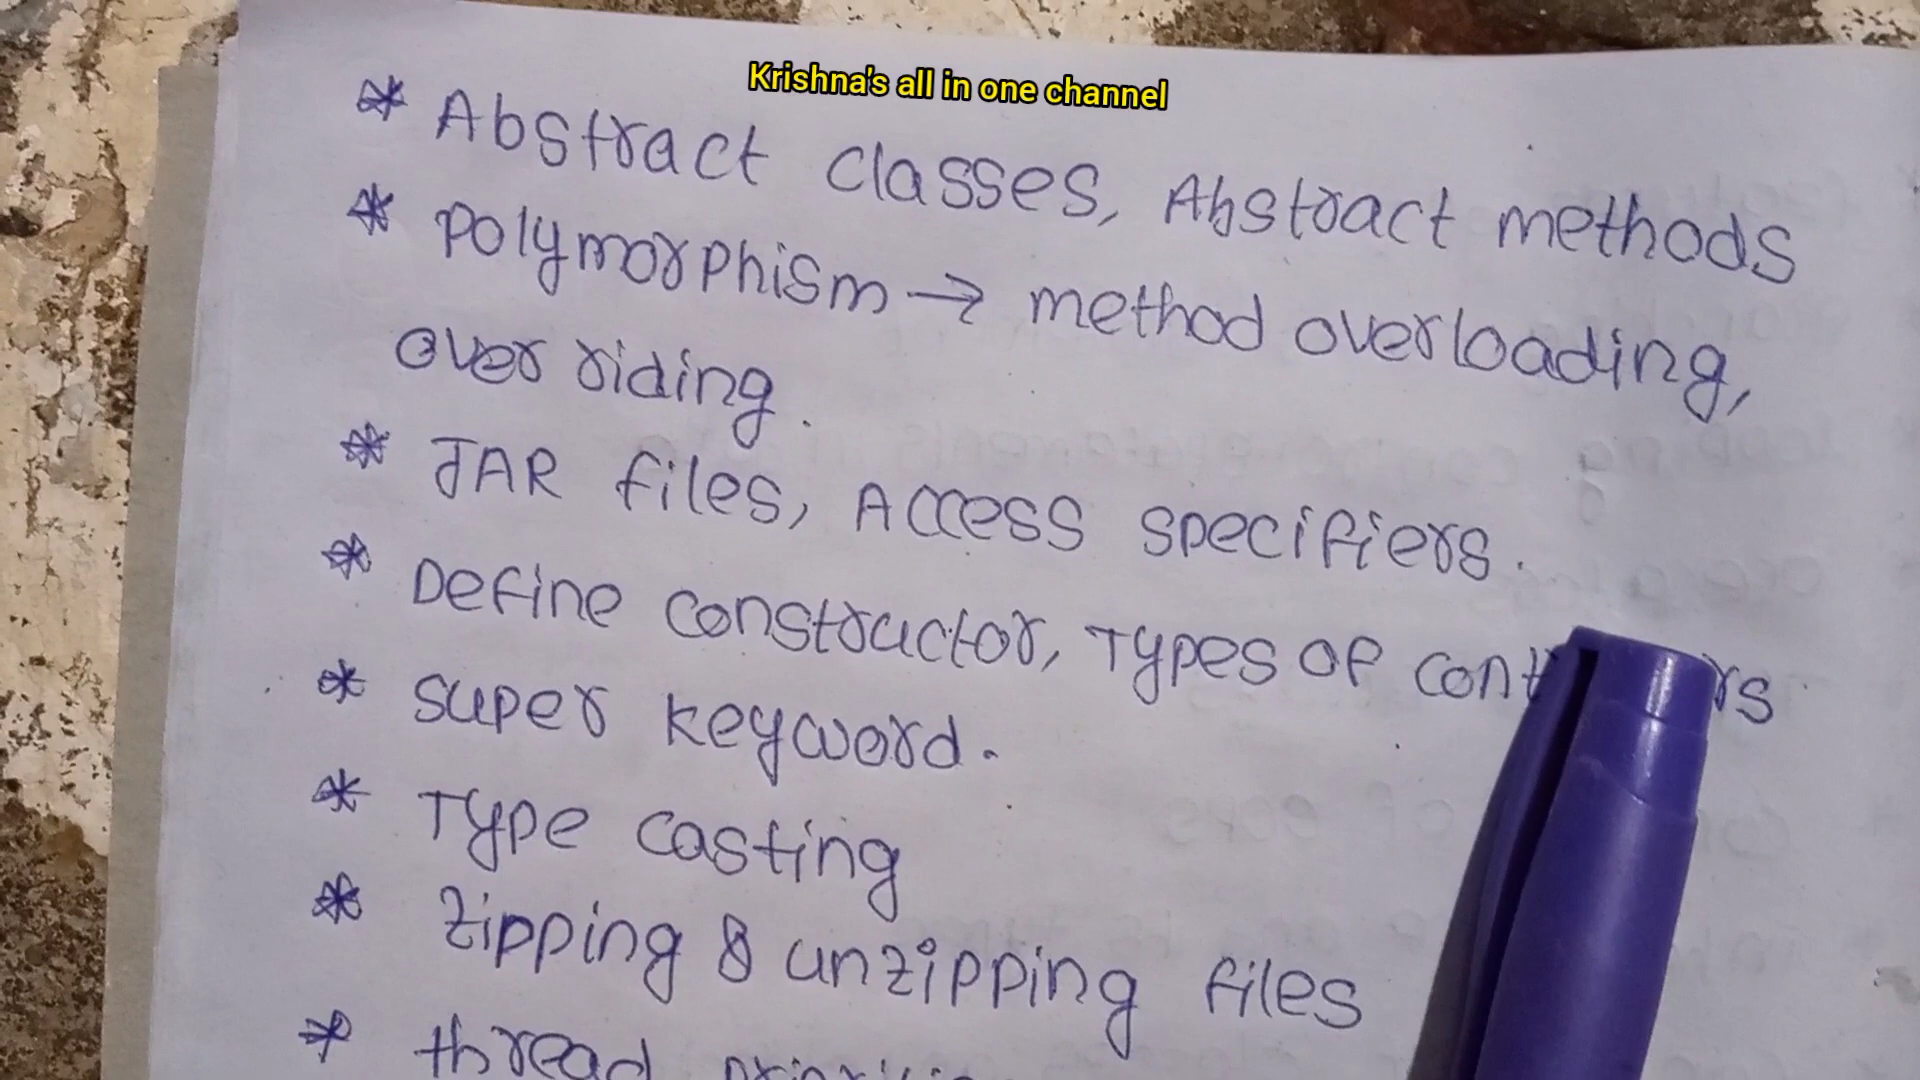 Krishna's all in one channel
* Abstract classes, Abstract methods
* Polymorphism → method overloading,
over riding.
* JAR files, Access specifiers.
* Define constructor, Types of
* super keyword.
* Type casting
* Zipping & unzipping files
* thread